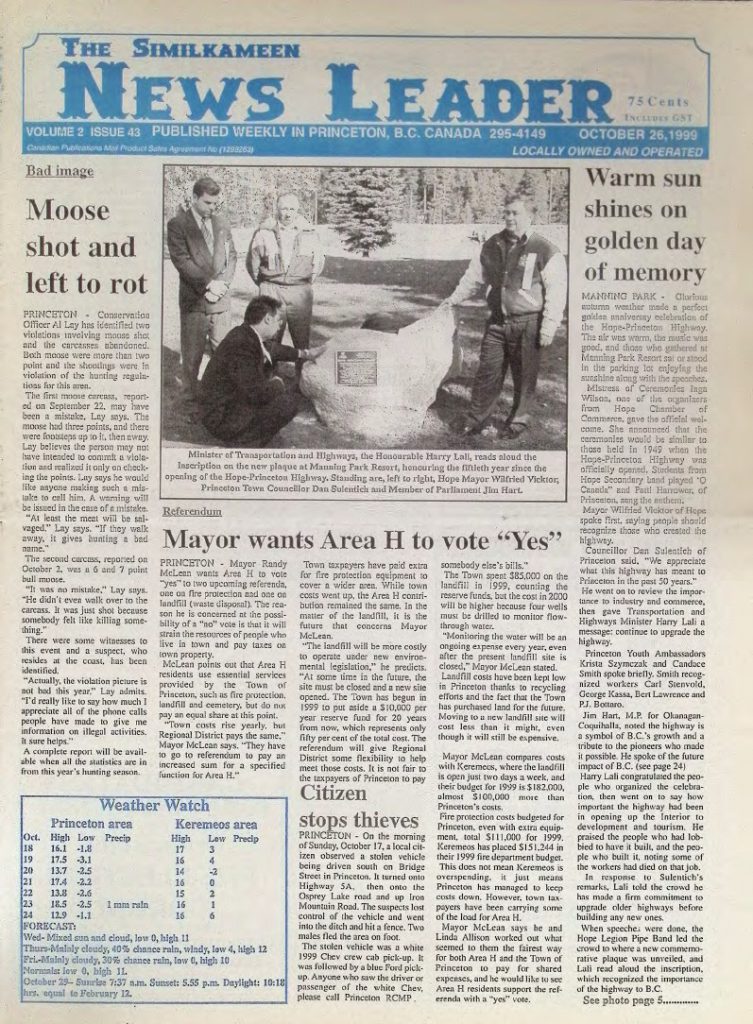 THE SIMILKAMEEN
NEWS LEADER
75 Cents
INCLUDES GST
VOLUME 2 ISSUE 43 PUBLISHED WEEKLY IN PRINCETON, B.C. CANADA 295-4149 OCTOBER 26,1999
Canadian Publications Mail Product Sales Agreement No (1299263)
LOCALLY OWNED AND OPERATED
Bad image
Moose
shot and
left to rot
PRINCETON - Conservation
Officer Al Lay has identified two
violations involving moose shot
and the carcasses abandoned.
Both moose were more than two
point and the shootings were in
violation of the hunting regula-
tions for this area.
The first moose carcass, report-
ed on September 22, may have
been a mistake, Lay says. The
moose had three points, and there
were footsteps up to it, then away.
Lay believes the person may not
have intended to commit a viola-
tion and realized it only on check-
ing the points. Lay says he would
like anyone making such a mis-
take to call him. A warning will
be issued in the case of a mistake.
"At least the meat will be sal-
vaged," Lay says. "If they walk
away, it gives hunting a bad
name."
The second carcass, reported on
October 2, was a 6 and 7 point
bull moose.
"It was no mistake," Lay says.
"He didn't even walk over to the
carcass. It was just shot because
somebody felt like killing some-
thing."
There were some witnesses to
this event and a suspect, who
resides at the coast, has been
identified.
"Actually, the violation picture is
not bad this year." Lay admits.
"I'd really like to say how much I
appreciate all of the phone calls
people have made to give me
information on illegal activities.
It sure helps."
A complete report will be avail-
able when all the statistics are in
from this year's hunting season.
Minister of Transportation and Highways, the Honourable Harry Lali, reads aloud the
inscription on the new plaque at Manning Park Resort, honouring the fiftieth year since the
opening of the Hope-Princeton Highway. Standing are, left to right, Hope Mayor Wilfried Vicktor,
Princeton Town Councillor Dan Sulentich and Member of Parliament Jim Hart.
Referendum
Mayor wants Area H to vote "Yes"
PRINCETON - Mayor Randy
McLean wants Area H to vote
"yes" to two upcoming referenda,
one on fire protection and one on
landfill (waste disposal). The rea-
son he is concerned at the possi-
bility of a "no" vote is that it will
strain the resources of people who
live in town and pay taxes on
town property.
McLean points out that Area H
residents use essential services
provided by the Town of
Princeton, such as fire protection,
landfill and cemetery, but do not
pay an equal share at this point.
"Town costs rise yearly, but
Regional District pays the same."
Mayor McLean says. "They have
to go to referendum to pay an
increased sum for a specified
function for Area H."
Town taxpayers have paid extra
for fire protection equipment to
cover a wider area. While town
costs went up, the Area H contri-
bution remained the same. In the
matter of the landfill, it is the
future that concerns Mayor
McLean.
"The landfill will be more costly
to operate under new environ-
mental legislation," he predicts.
"At some time in the future, the
site must be closed and a new site
opened. The Town has begun in
1999 to put aside a $10,000 per
year reserve fund for 20 years
from now, which represents only
fifty per cent of the total cost. The
referendum will give Regional
District some flexibility to help
meet those costs. It is not fair to
the taxpayers of Princeton to pay
somebody else's bills."
The Town spent $85,000 on the
landfill in 1999, counting the
reserve funds, but the cost in 2000
will be higher because four wells
must be drilled to monitor flow-
through water.
"Monitoring the water will be an
ongoing expense every year, even
after the present landfill site is
closed," Mayor McLean stated.
Landfill costs have been kept low
in Princeton thanks to recycling
efforts and the fact that the Town
has purchased land for the future.
Moving to a new landfill site will
cost less than it might, even
though it will still be expensive.
Mayor McLean compares costs
with Keremeos, where the landfill
is open just two days a week, and
their budget for 1999 is $182,000,
almost $100,000 more than
Princeton's costs.
Fire protection costs budgeted for
Princeton, even with extra equip-
ment, total $111,000 for 1999.
Keremeos has placed $151,244 in
their 1999 fire department budget.
This does not mean Keremeos is
overspending, it just means
Princeton has managed to keep
costs down. However, town tax-
payers have been carrying some
of the load for Area H.
Mayor McLean says he and
Linda Allison worked out what
seemed to them the fairest way
for both Area H and the Town of
Princeton to pay for shared
expenses, and he would like to see
Area H residents support the ref-
erenda with a "yes" vote.
Citizen
stops thieves
PRINCETON - On the morning
of Sunday, October 17, a local cit-
izen observed a stolen vehicle
being driven south on Bridge
Street in Princeton. It turned onto
Highway 5A, then onto the
Osprey Lake road and up Iron
Mountain Road. The suspects lost
control of the vehicle and went
into the ditch and hit a fence. Two
males fled the area on foot.
The stolen vehicle was a white
1999 Chev crew cab pick-up. It
was followed by a blue Ford pick-
up. Anyone who saw the driver or
passenger of the white Chev,
please call Princeton RCMP.
Warm sun
shines on
golden day
of memory
MANNING PARK - Glorious
autumn weather made a perfect
golden anniversary celebration of
the Hope-Princeton Highway.
The air was warm, the music was
good, and those who gathered at
Manning Park Resort sat or stood
in the parking lot enjoying the
sunshine along with the speeches.
Mistress of Ceremonies Inga
Wilson, one of the organizers
from Hope Chamber of
Commerce, gave the official wel-
come. She announced that the
ceremonies would be similar to
those held in 1949 when the
Hope-Princeton Highway was
officially opened. Students from
Hope Secondary band played "O
Canada" and Patti Harrower, of
Princeton, sang the anthem.
Mayor Wilfried Vicktor of Hope
spoke first, saying people should
recognize those who created the
highway.
Councillor Dan Sulentich of
Princeton said, "We appreciate
what this highway has meant to
Princeton in the past 50 years."
He went on to review the impor-
tance to industry and commerce,
then gave Transportation and
Highways Minister Harry Lali a
message: continue to upgrade the
highway.
Princeton Youth Ambassadors
Krista Szymczak and Candace
Smith spoke briefly. Smith recog-
nized workers Carl Stenvold,
George Kassa, Bert Lawrence and
P.J. Bottaro.
Jim Hart, M.P. for Okanagan-
Coquihalla, noted the highway is
a symbol of B.C.'s growth and a
tribute to the pioneers who made
it possible. He spoke of the future
impact of B.C. (see page 24)
Harry Lali congratulated the peo-
ple who organized the celebra-
tion, then went on to say how
important the highway had been
in opening up the Interior to
development and tourism. He
praised the people who had lob-
bied to have it built, and the peo-
ple who built it, noting some of
the workers had died on that job.
In response to Sulentich's
remarks, Lali told the crowd he
has made a firm commitment to
upgrade older highways before
building any new ones.
When speeches were done, the
Hope Legion Pipe Band led the
crowd to where a new commemo-
rative plaque was unveiled, and
Lali read aloud the inscription,
which recognized the importance
of the highway to B.C.
See photo page 5.............
Weather Watch
Princeton area Keremeos area
Oct. High Low Precip High Low Precip
18 16.1 -1.8 17 3
19 17.5 -3.1 16 4
20 13.7 -2.5 14 -2
21 17.4 -2.2 16 0
22 13.8 -2.6 15 2
23 18.5 -2.5 1 mm rain 16 1
24 12.9 -1.1 16 6
FORECAST:
Wed- Mixed sun and cloud, low 0, high 11
Thurs-Mainly cloudy, 40% chance rain, windy, low 4, high 12
Fri.-Mainly cloudy, 30% chance rain, low 0, high 10
Normals: low 0, high 11.
October 29- Sunrise 7:37 a.m. Sunset: 5.55 p.m. Daylight: 10:18
hrs. equal to February 12.